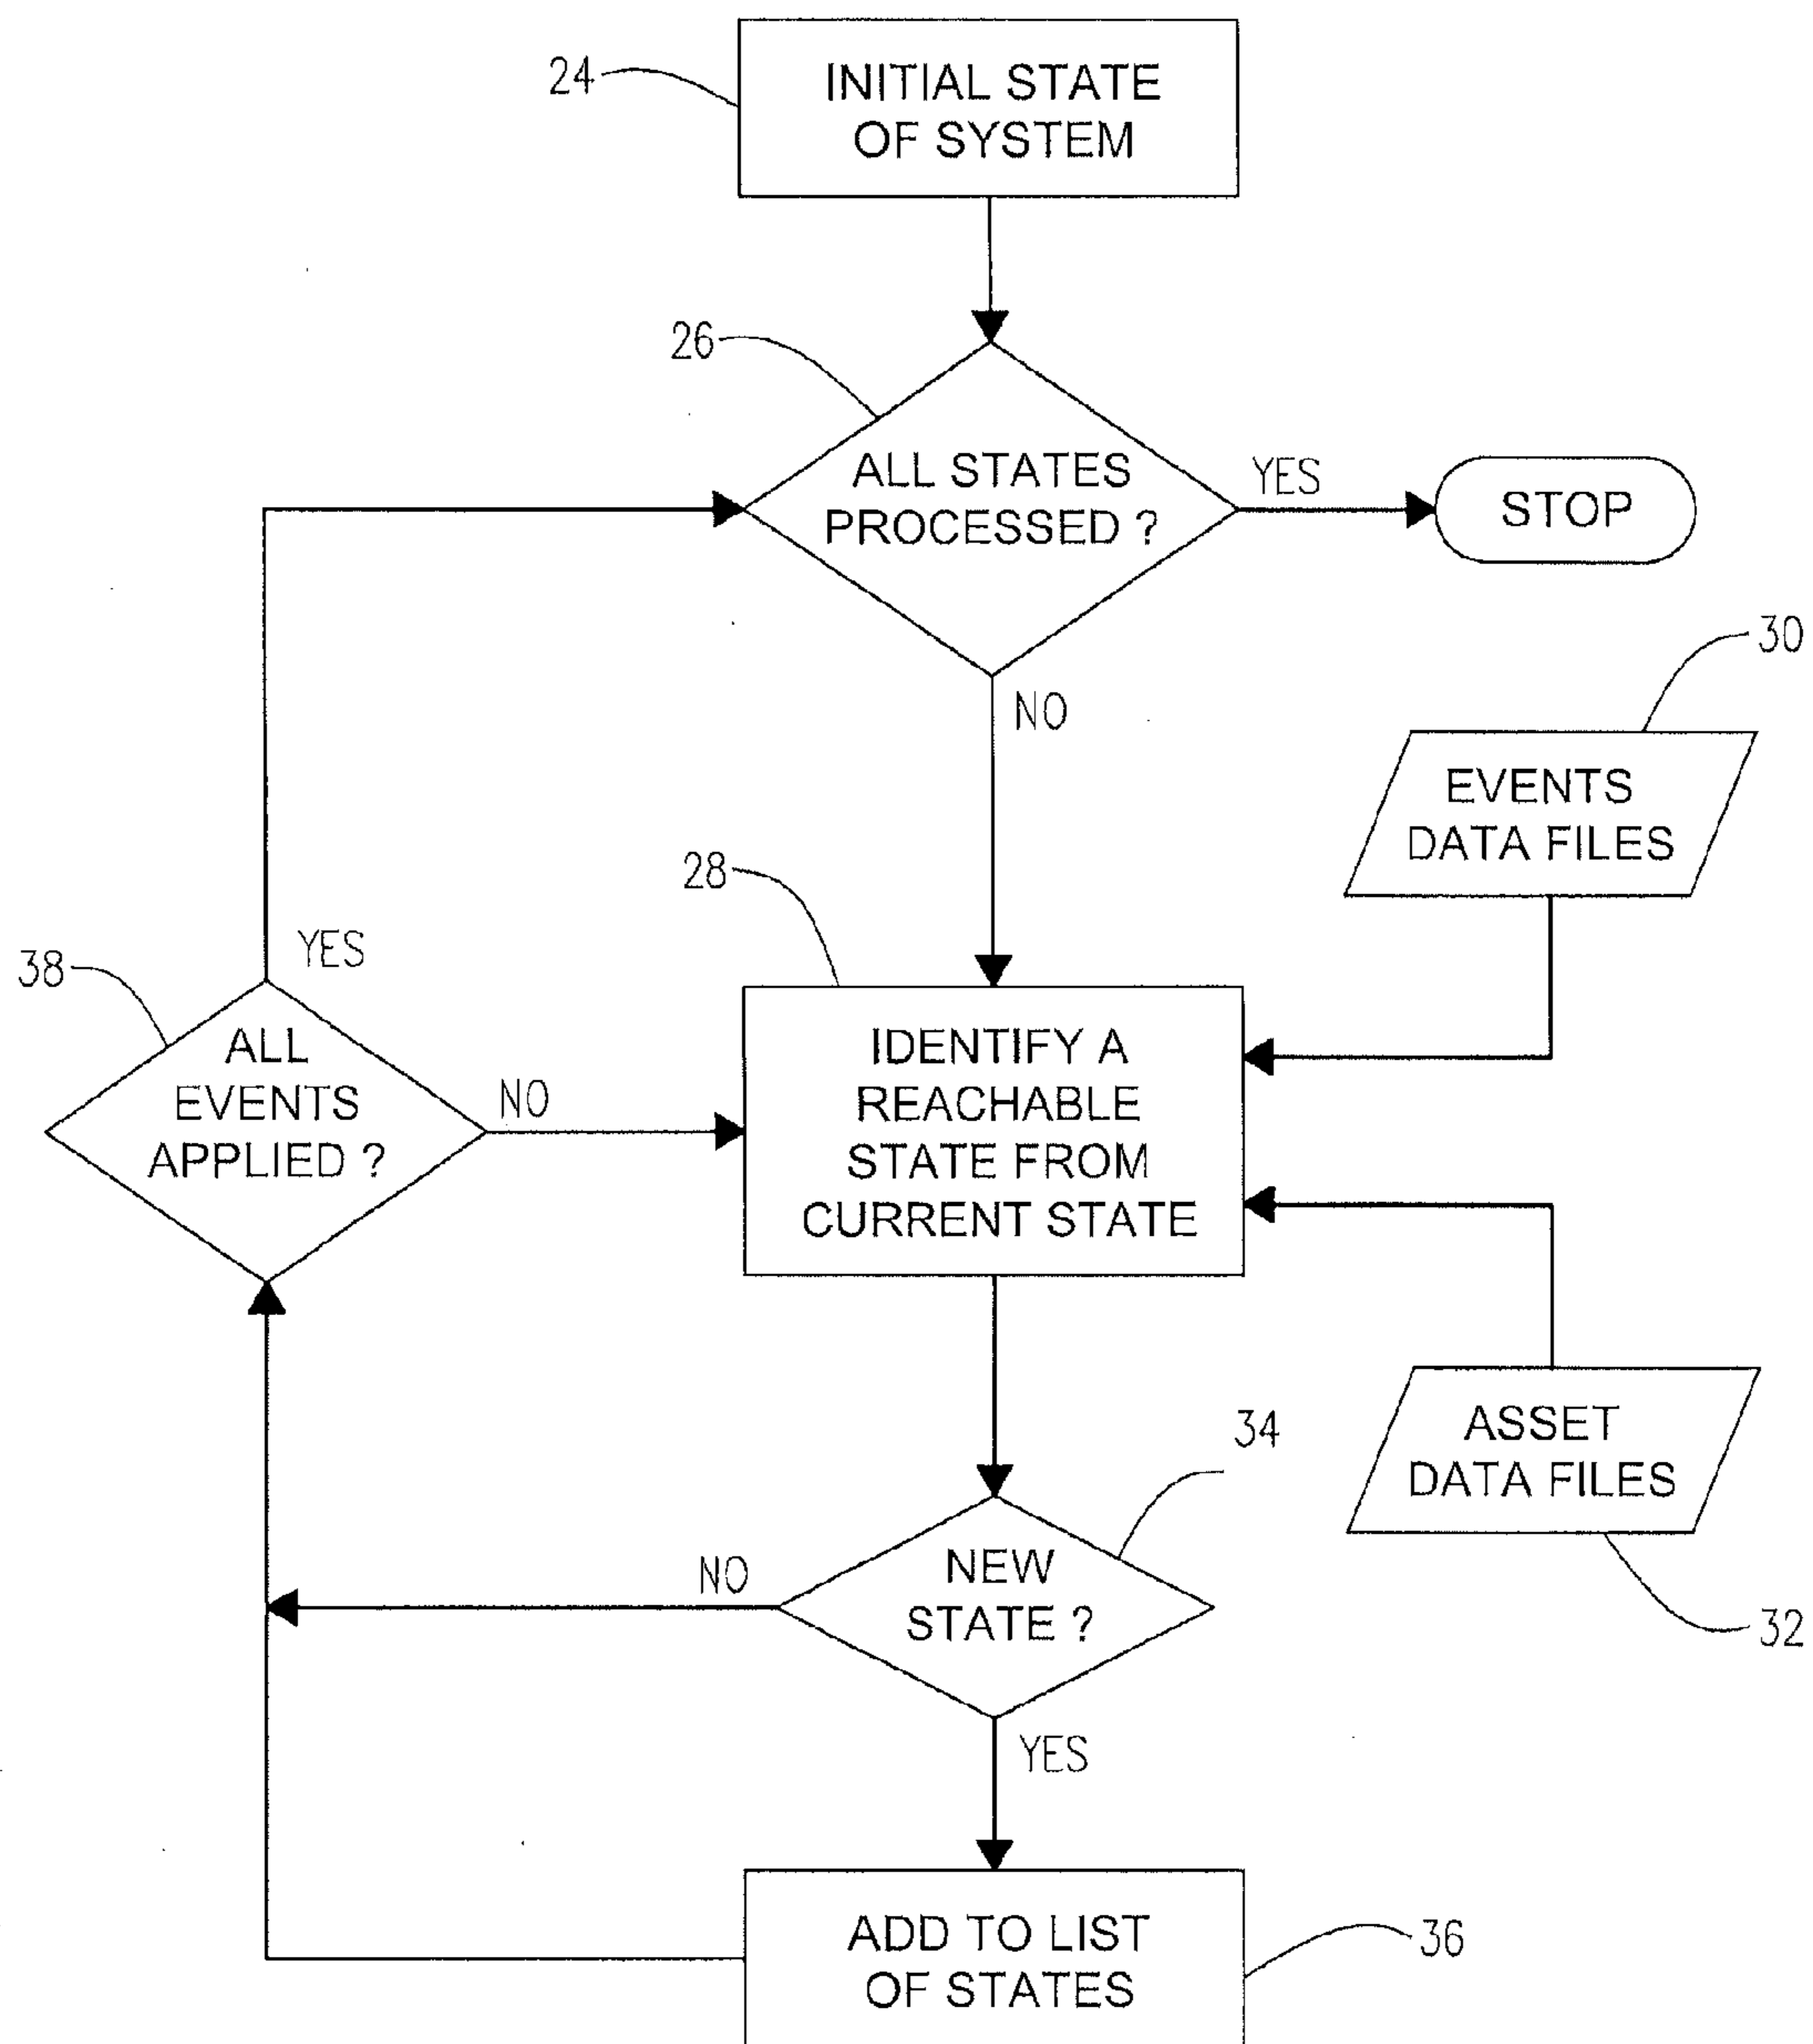 24
INITIAL STATE
OF SYSTEM
26
ALL STATES
PROCESSED ?
YES
STOP
NO
30
EVENTS
DATA FILES
28
38
YES
ALL
EVENTS
APPLIED ?
NO
IDENTIFY A
REACHABLE
STATE FROM
CURRENT STATE
34
ASSET
DATA FILES
32
NO
NEW
STATE ?
YES
ADD TO LIST
OF STATES
36